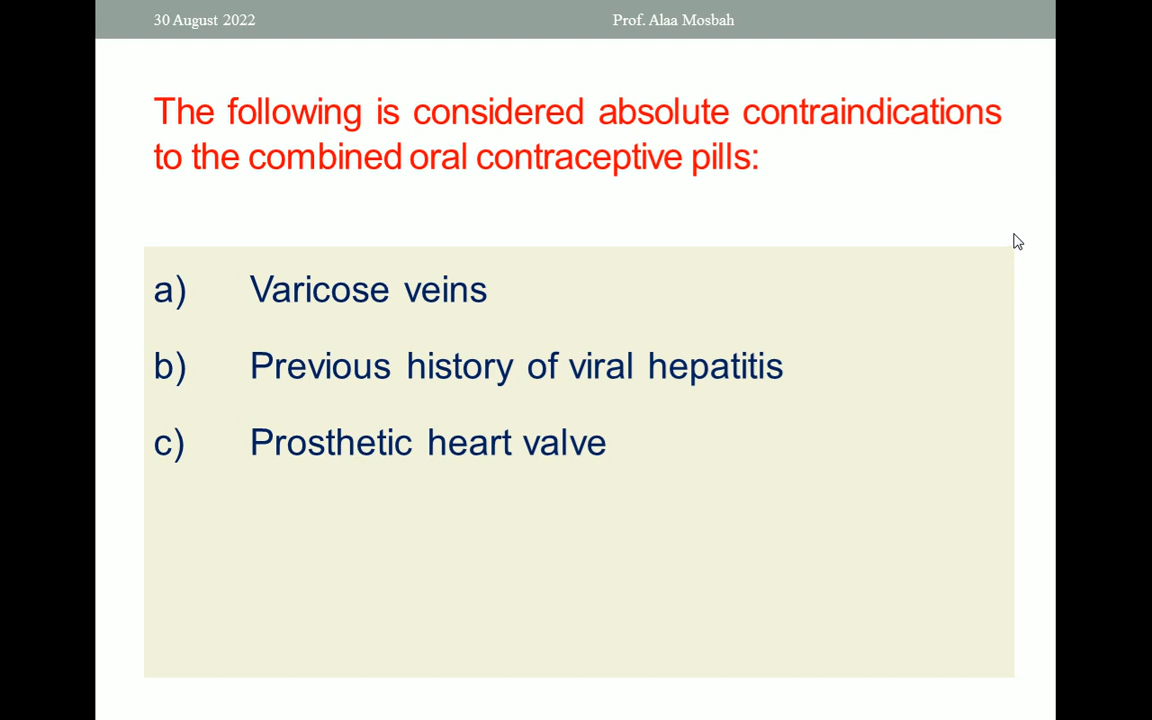 30 August 2022 Prof. Alaa Mosbah
The following is considered absolute contraindications
to the combined oral contraceptive pills:
a) Varicose veins
b) Previous history of viral hepatitis
c) Prosthetic heart valve